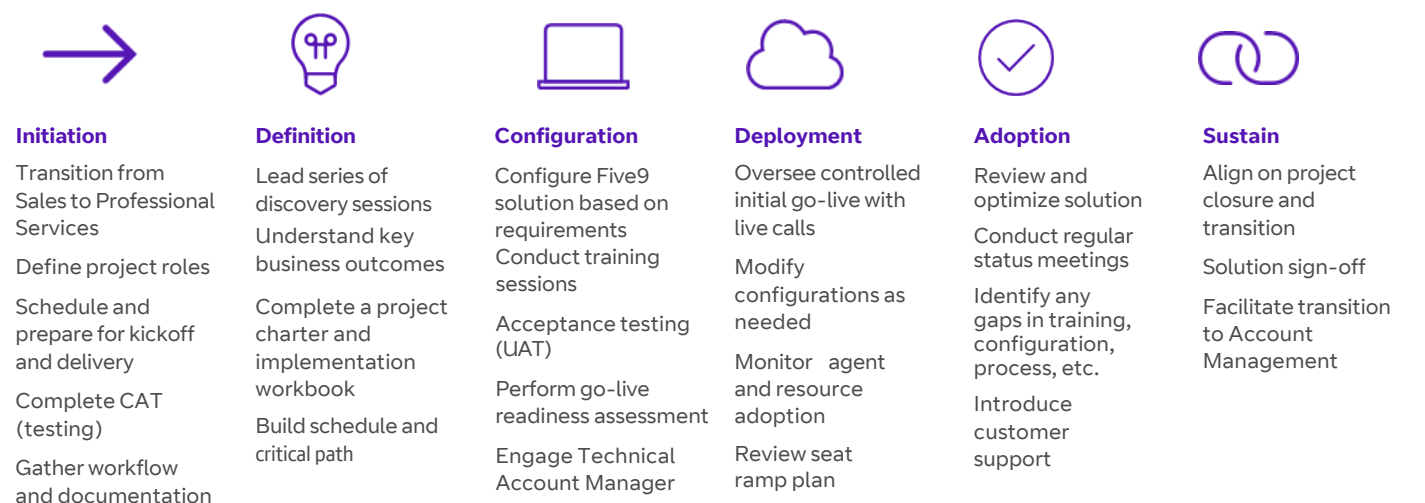 Initiation
Transition from
Sales to Professional
Services
Define project roles
Schedule and
prepare for kickoff
and delivery
Complete CAT
(testing)
Gather workflow
and documentation
Definition
Lead series of
discovery sessions
Understand key
business outcomes
Complete a project
charter and
implementation
workbook
Build schedule and
critical path
Configuration
Configure Five9
solution based on
requirements
Conduct training
sessions
Acceptance testing
(UAT)
Perform go-live
readiness assessment
Engage Technical
Account Manager
Deployment
Oversee controlled
initial go-live with
live calls
Modify
configurations as
needed
Monitor agent
and resource
adoption
Review seat
ramp plan
Adoption
Review and
optimize solution
Conduct regular
status meetings
Identify any
gaps in training,
configuration,
process, etc.
Introduce
customer
support
Sustain
Align on project
closure and
transition
Solution sign-off
Facilitate transition
to Account
Management